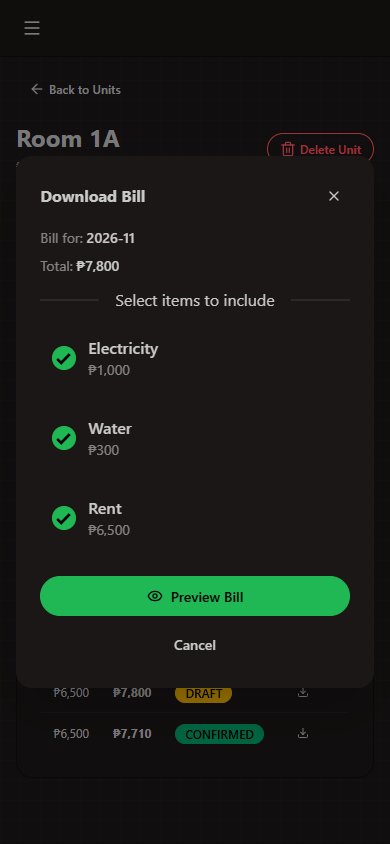 Back to Units
Room 1A
Delete Unit
Download Bill
Bill for: 2026-11
Total: ₱7,800
Select items to include
Electricity
₱1,000
Water
₱300
Rent
₱6,500
Preview Bill
Cancel
₱6,500 ₱7,800 DRAFT
₱6,500 ₱7,710 CONFIRMED